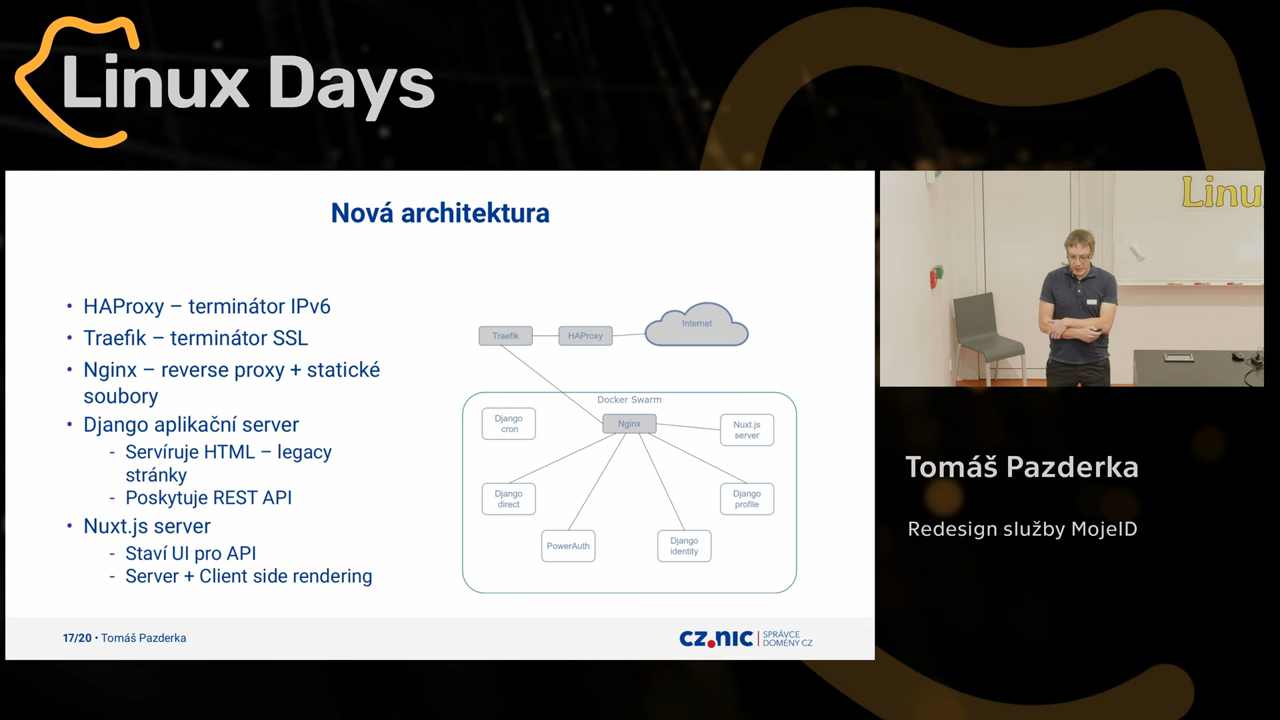 Linux Days
Nová architektura
• HAProxy – terminátor IPv6
• Traefik – terminátor SSL
• Nginx – reverse proxy + statické
soubory
• Django aplikační server
- Servíruje HTML – legacy
stránky
- Poskytuje REST API
• Nuxt.js server
- Staví UI pro API
- Server + Client side rendering
Traefik
HAProxy
Internet
Docker Swarm
Django
cron
Nginx
Nuxt.js
server
Django
direct
Django
profile
PowerAuth
Django
identity
17/20 • Tomáš Pazderka
CZ.NIC
SPRÁVCE
DOMÉNY CZ
Linu
Tomáš Pazderka
Redesign služby MojeID